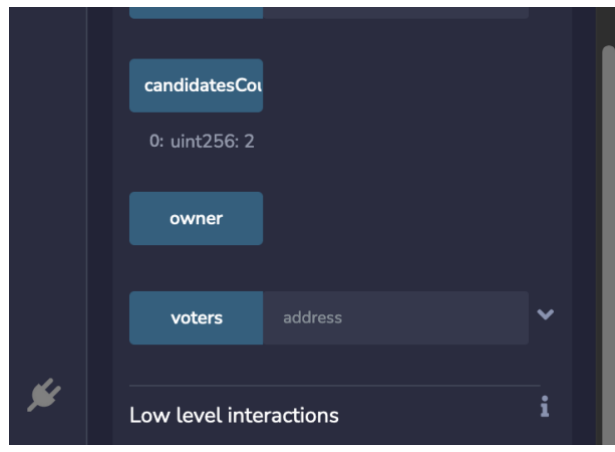 candidatesCou
0: uint256: 2
owner
voters address
Low level interactions